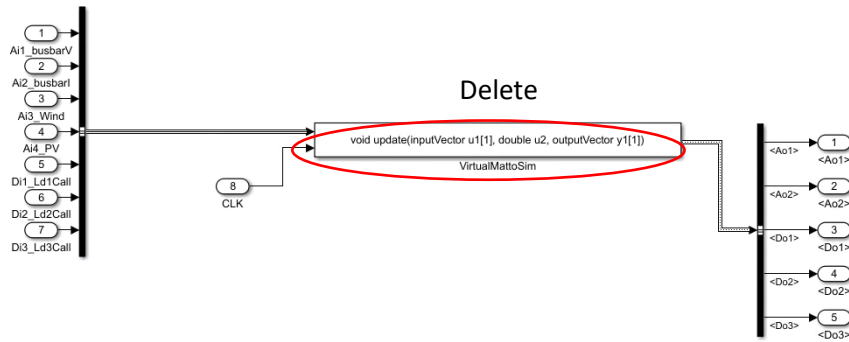 1
Ai1_busbarV
2
Ai2_busbarI
3
Ai3_Wind
4
Ai4_PV
5
Di1_Ld1Call
6
Di2_Ld2Call
7
Di3_Ld3Call
Delete
void update(inputVector u1[1], double u2, outputVector y1[1])
VirtualMattoSim
8
CLK
<Ao1>
1
<Ao1>
<Ao2>
2
<Ao2>
<Do1>
3
<Do1>
<Do2>
4
<Do2>
<Do3>
5
<Do3>